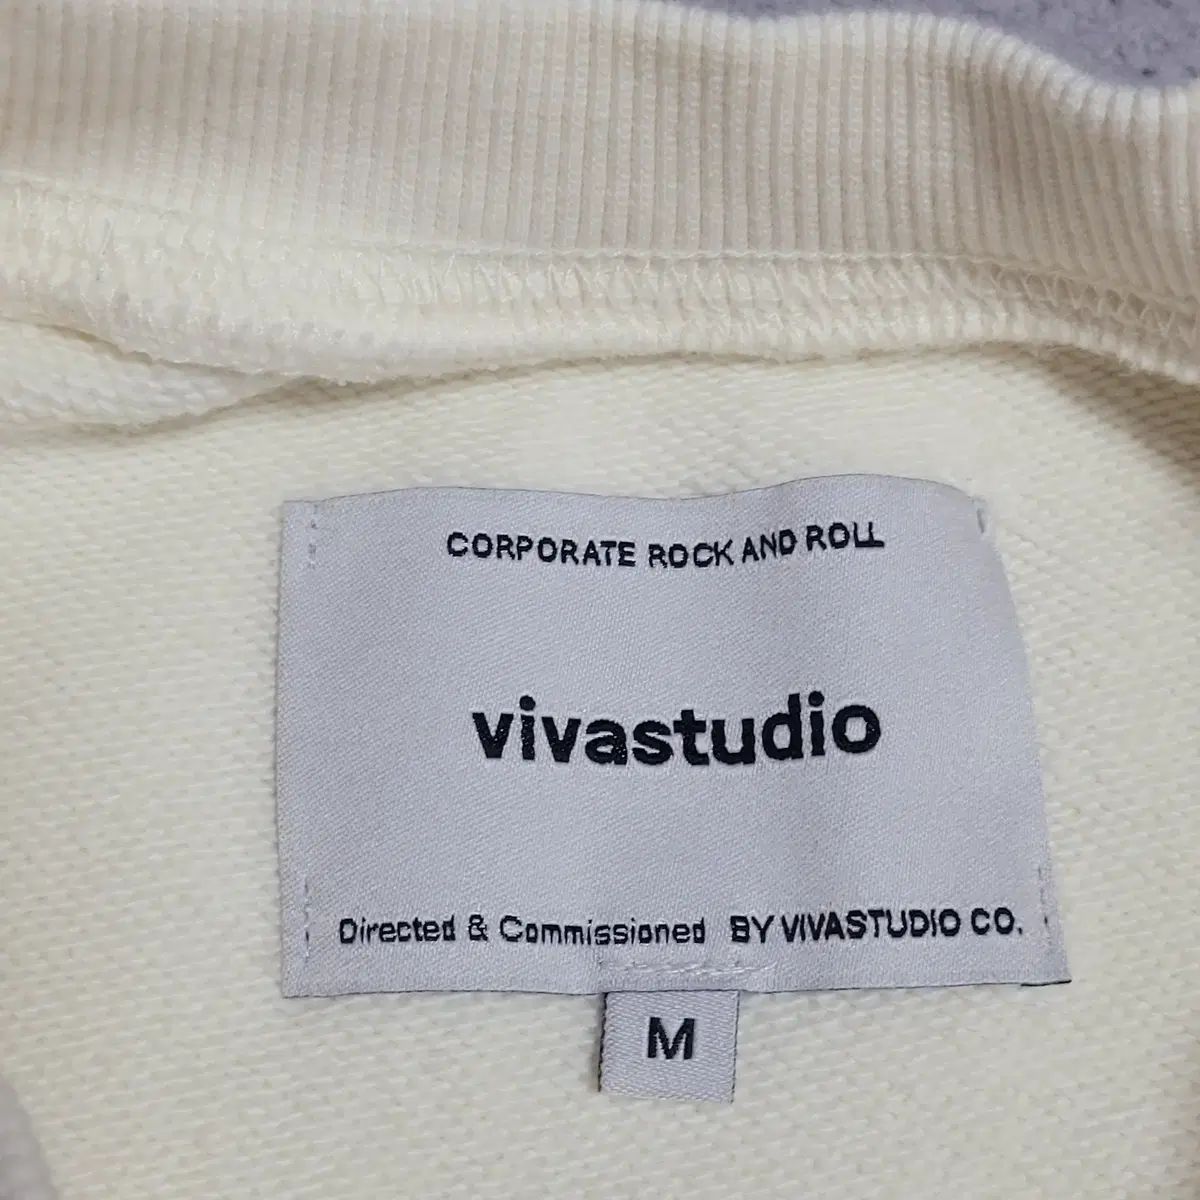 CORPORATE ROCK AND ROLL
vivastudio
Directed & Commissioned BY VIVASTUDIO CO.
M